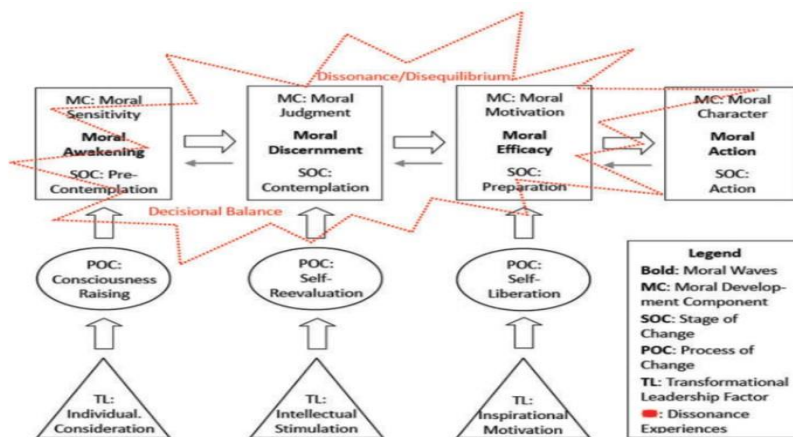 Dissonance/Disequilibrium
MC: Moral
Sensitivity
Moral
Awakening
SOC: Pre-
Contemplation
MC: Moral
Judgment
Moral
Discernment
SOC:
Contemplation
MC: Moral
Motivation
Moral
Efficacy
SOC:
Preparation
MC: Moral
Character
Moral
Action
SOC:
Action
Decisional Balance
POC:
Consciousness
Raising
POC:
Self-
Reevaluation
POC:
Self-
Liberation
TL:
Individual.
Consideration
TL:
Intellectual
Stimulation
TL:
Inspirational
Motivation
Legend
Bold: Moral Waves
MC: Moral Develop-
ment Component
SOC: Stage of
Change
POC: Process of
Change
TL: Transformational
Leadership Factor
: Dissonance
Experiences